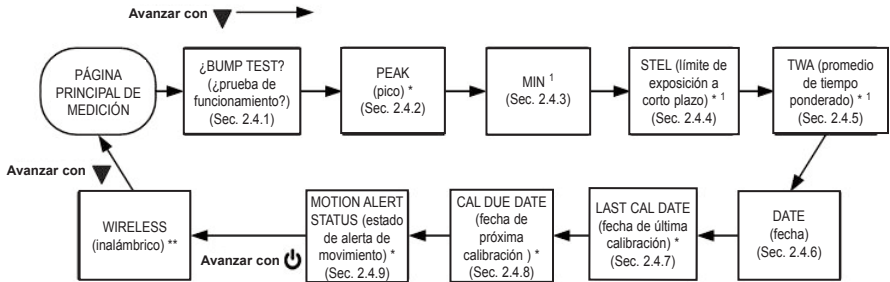 Avanzar con
PÁGINA
PRINCIPAL DE
MEDICIÓN
¿BUMP TEST?
(¿prueba de
funcionamiento?)
(Sec. 2.4.1)
PEAK
(pico) *
(Sec. 2.4.2)
MIN ¹
(Sec. 2.4.3)
STEL (límite de
exposición a
corto plazo) * ¹
(Sec. 2.4.4)
TWA (promedio
de tiempo
ponderado) * ¹
(Sec. 2.4.5)
DATE
(fecha)
(Sec. 2.4.6)
LAST CAL DATE
(fecha de última
calibración) *
(Sec. 2.4.7)
CAL DUE DATE
(fecha de
próxima
calibración ) *
(Sec. 2.4.8)
MOTION ALERT
STATUS (estado
de alerta de
movimiento) *
(Sec. 2.4.9)
Avanzar con
WIRELESS
(inalámbrico) **
Avanzar con